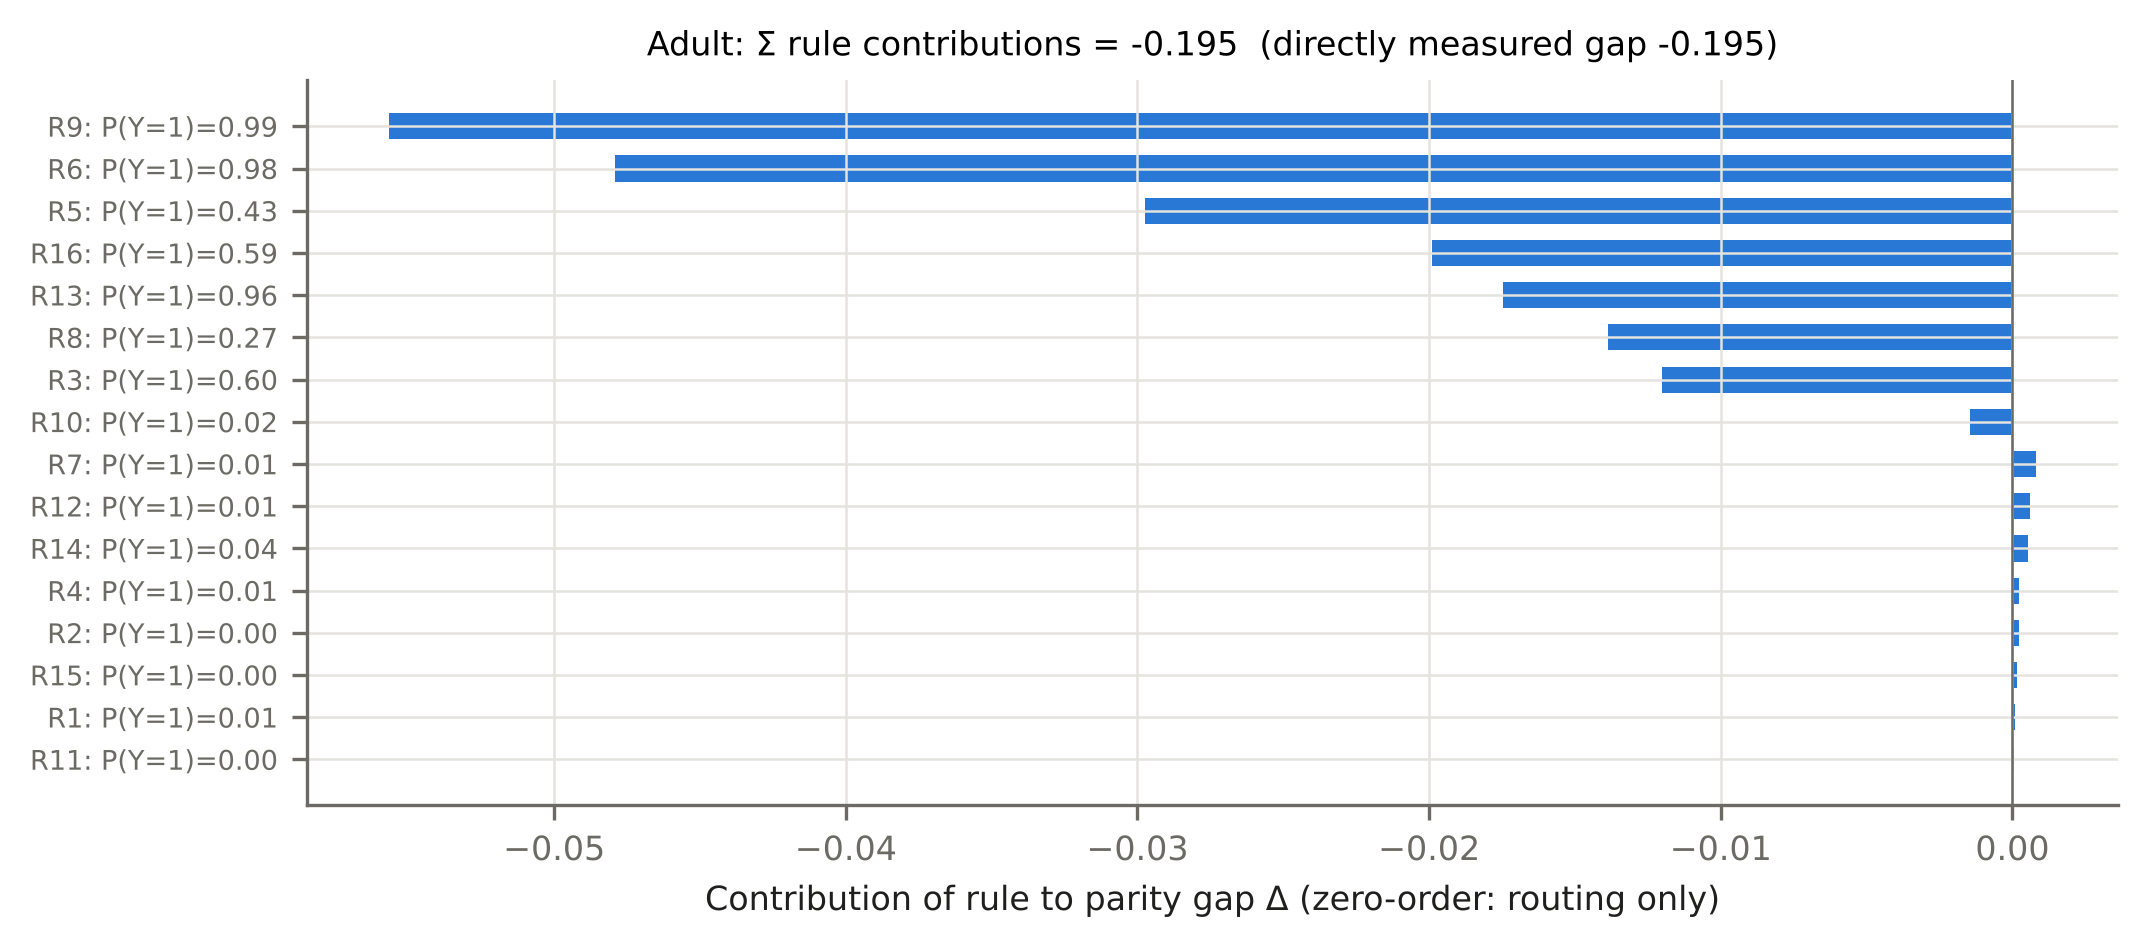 Adult: Σ rule contributions = -0.195  (directly measured gap -0.195)
R9: P(Y=1)=0.99
R6: P(Y=1)=0.98
R5: P(Y=1)=0.43
R16: P(Y=1)=0.59
R13: P(Y=1)=0.96
R8: P(Y=1)=0.27
R3: P(Y=1)=0.60
R10: P(Y=1)=0.02
R7: P(Y=1)=0.01
R12: P(Y=1)=0.01
R14: P(Y=1)=0.04
R4: P(Y=1)=0.01
R2: P(Y=1)=0.00
R15: P(Y=1)=0.00
R1: P(Y=1)=0.01
R11: P(Y=1)=0.00
−0.05 −0.04 −0.03 −0.02 −0.01 0.00
Contribution of rule to parity gap Δ (zero-order: routing only)